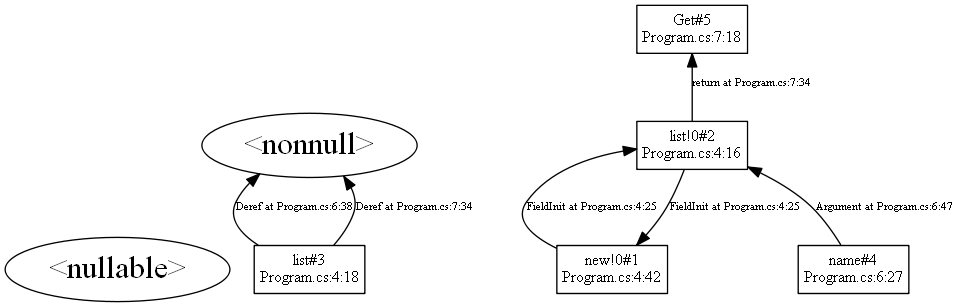 Get#5
Program.cs:7:18
return at Program.cs:7:34
<nonnull>
list!0#2
Program.cs:4:16
Deref at Program.cs:6:38
Deref at Program.cs:7:34
FieldInit at Program.cs:4:25
FieldInit at Program.cs:4:25
Argument at Program.cs:6:47
<nullable>
list#3
Program.cs:4:18
new!0#1
Program.cs:4:42
name#4
Program.cs:6:27